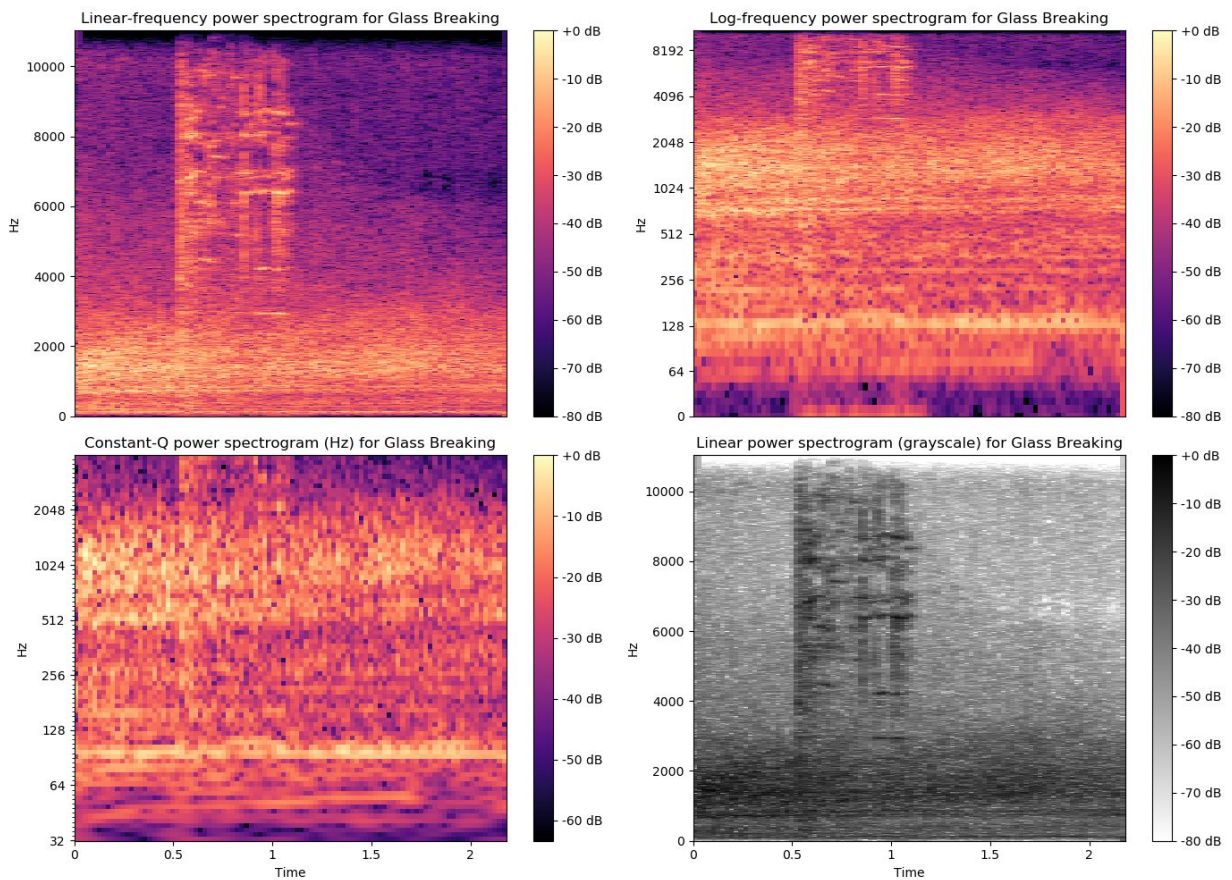 Linear-frequency power spectrogram for Glass Breaking
Hz
10000
8000
6000
4000
2000
0
+0 dB
-10 dB
-20 dB
-30 dB
-40 dB
-50 dB
-60 dB
-70 dB
-80 dB
Log-frequency power spectrogram for Glass Breaking
Hz
8192
4096
2048
1024
512
256
128
64
0
+0 dB
-10 dB
-20 dB
-30 dB
-40 dB
-50 dB
-60 dB
-70 dB
-80 dB
Constant-Q power spectrogram (Hz) for Glass Breaking
Hz
2048
1024
512
256
128
64
32
0
0.5
1
1.5
2
Time
+0 dB
-10 dB
-20 dB
-30 dB
-40 dB
-50 dB
-60 dB
Linear power spectrogram (grayscale) for Glass Breaking
Hz
10000
8000
6000
4000
2000
0
0
0.5
1
1.5
2
Time
+0 dB
-10 dB
-20 dB
-30 dB
-40 dB
-50 dB
-60 dB
-70 dB
-80 dB